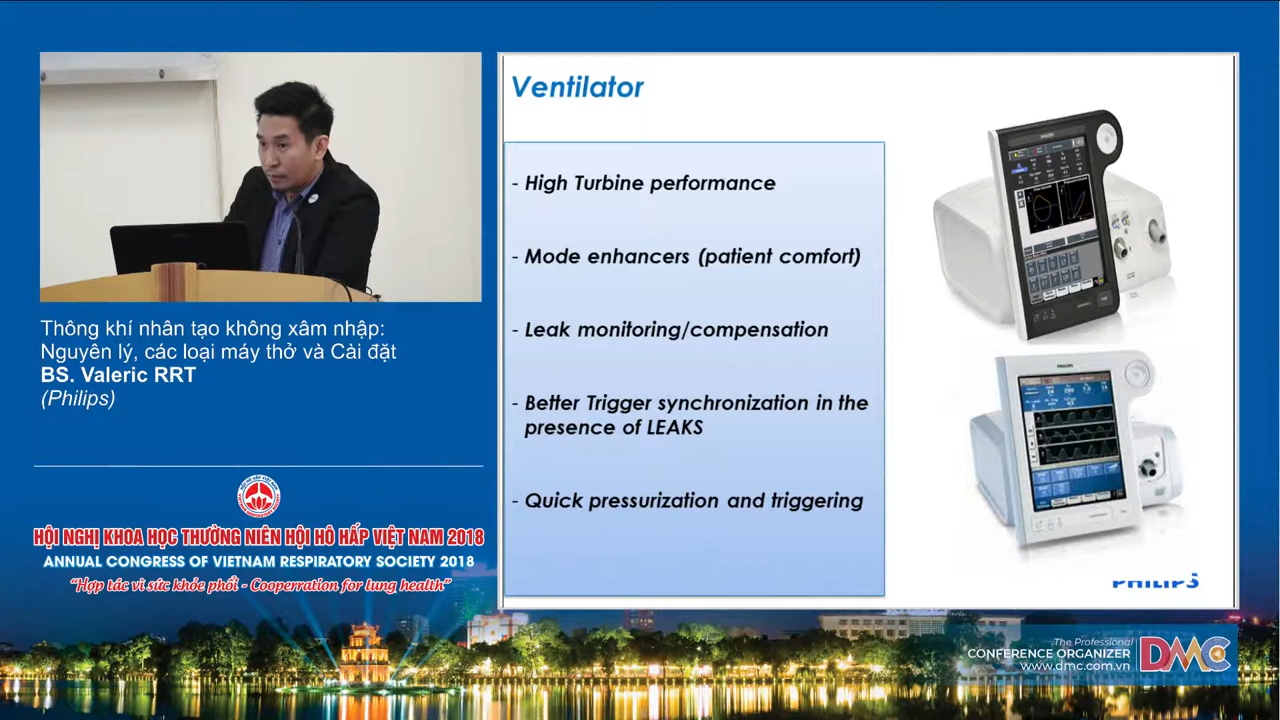 Thông khí nhân tạo không xâm nhập:
Nguyên lý, các loại máy thở và Cài đặt
BS. Valeric RRT
(Philips)
HỘI NGHỊ KHOA HỌC THƯỜNG NIÊN HỘI HÔ HẤP VIỆT NAM 2018
ANNUAL CONGRESS OF VIETNAM RESPIRATORY SOCIETY 2018
"Hợp tác vì sức khỏe phổi - Cooperration for lung health"
Ventilator
- High Turbine performance
- Mode enhancers (patient comfort)
- Leak monitoring/compensation
- Better Trigger synchronization in the
presence of LEAKS
- Quick pressurization and triggering
PHILIPS
PHILIPS
PHILIPS
The Professional
CONFERENCE ORGANIZER
www.dmc.com.vn
DMC